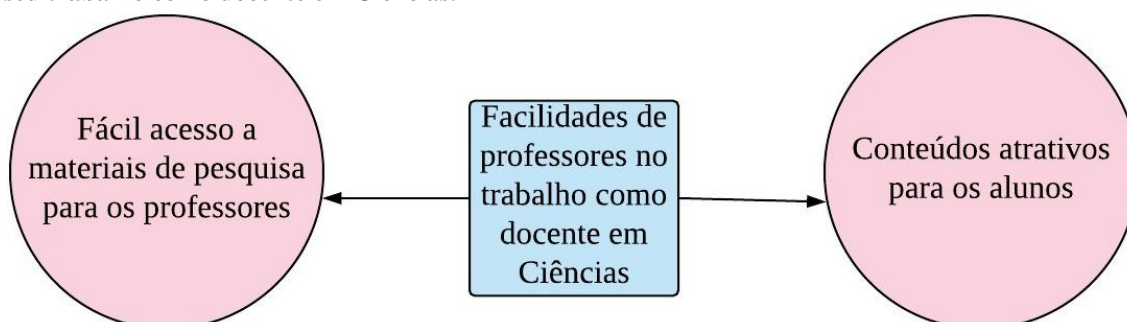 Fácil acesso a
materiais de pesquisa
para os professores
Facilidades de
professores no
trabalho como
docente em
Ciências
Conteúdos atrativos
para os alunos